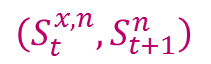 $(S_t^{x,n}, S_{t+1}^n)$